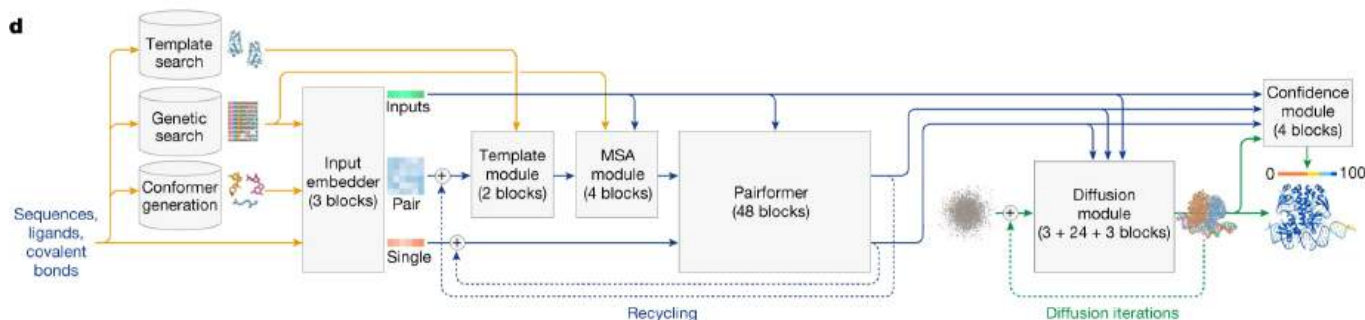 d
Template
search
Genetic
search
Conformer
generation
Sequences,
ligands,
covalent
bonds
Input
embedder
(3 blocks)
Inputs
Pair
Single
Template
module
(2 blocks)
MSA
module
(4 blocks)
Pairformer
(48 blocks)
Recycling
Diffusion
module
(3 + 24 + 3 blocks)
Diffusion iterations
Confidence
module
(4 blocks)
0 100